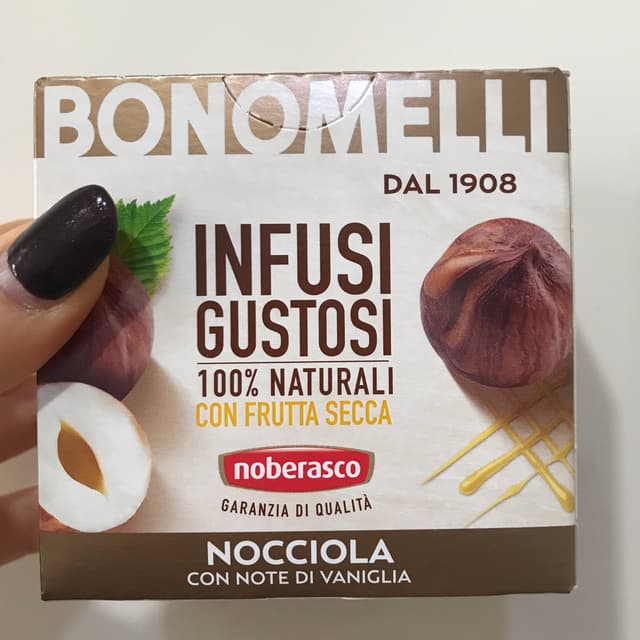 BONOMELLI
DAL 1908
INFUSI
GUSTOSI
100% NATURALI
CON FRUTTA SECCA
noberasco
GARANZIA DI QUALITÀ
NOCCIOLA
CON NOTE DI VANIGLIA